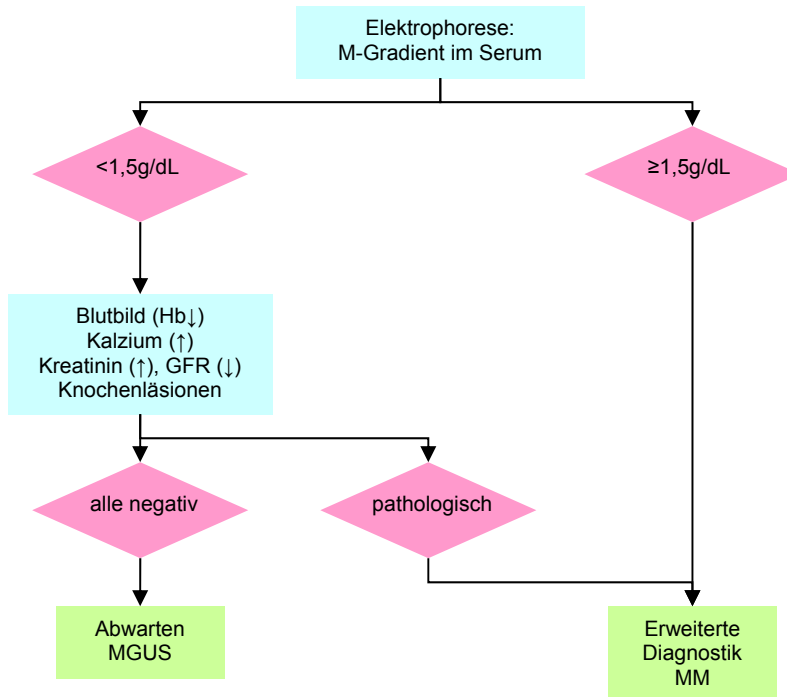 Elektrophorese:
M-Gradient im Serum
<1,5g/dL
≥1,5g/dL
Blutbild (Hb↓)
Kalzium (↑)
Kreatinin (↑), GFR (↓)
Knochenläsionen
alle negativ
pathologisch
Abwarten
MGUS
Erweiterte
Diagnostik
MM